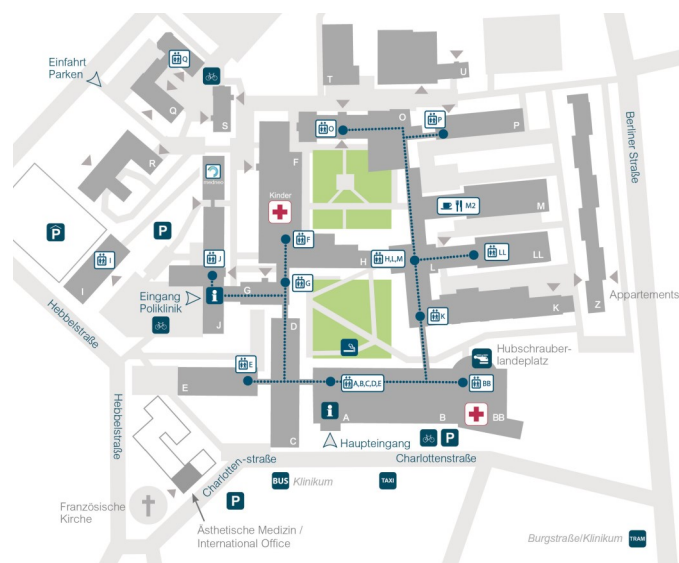 T
U
Q
Einfahrt
Parken
O
Q
S
O
P
P
R
F
Kinder
Berliner Straße
M2
M
P
P
I
I
J
F
H
H,L,M
L
LL
LL
Eingang
Poliklinik
i
G
G
Appartements
Z
K
K
J
D
Hebbelstraße
Hubschrauber-
landeplatz
E
E
A,B,C,D,E
BB
Hebbelstraße
i
A
B
BB
C
P
Haupteingang
Charlotten-straße
Charlottenstraße
BUS Klinikum
TAXI
P
Französische
Kirche
Ästhetische Medizin /
International Office
Burgstraße/Klinikum TRAM